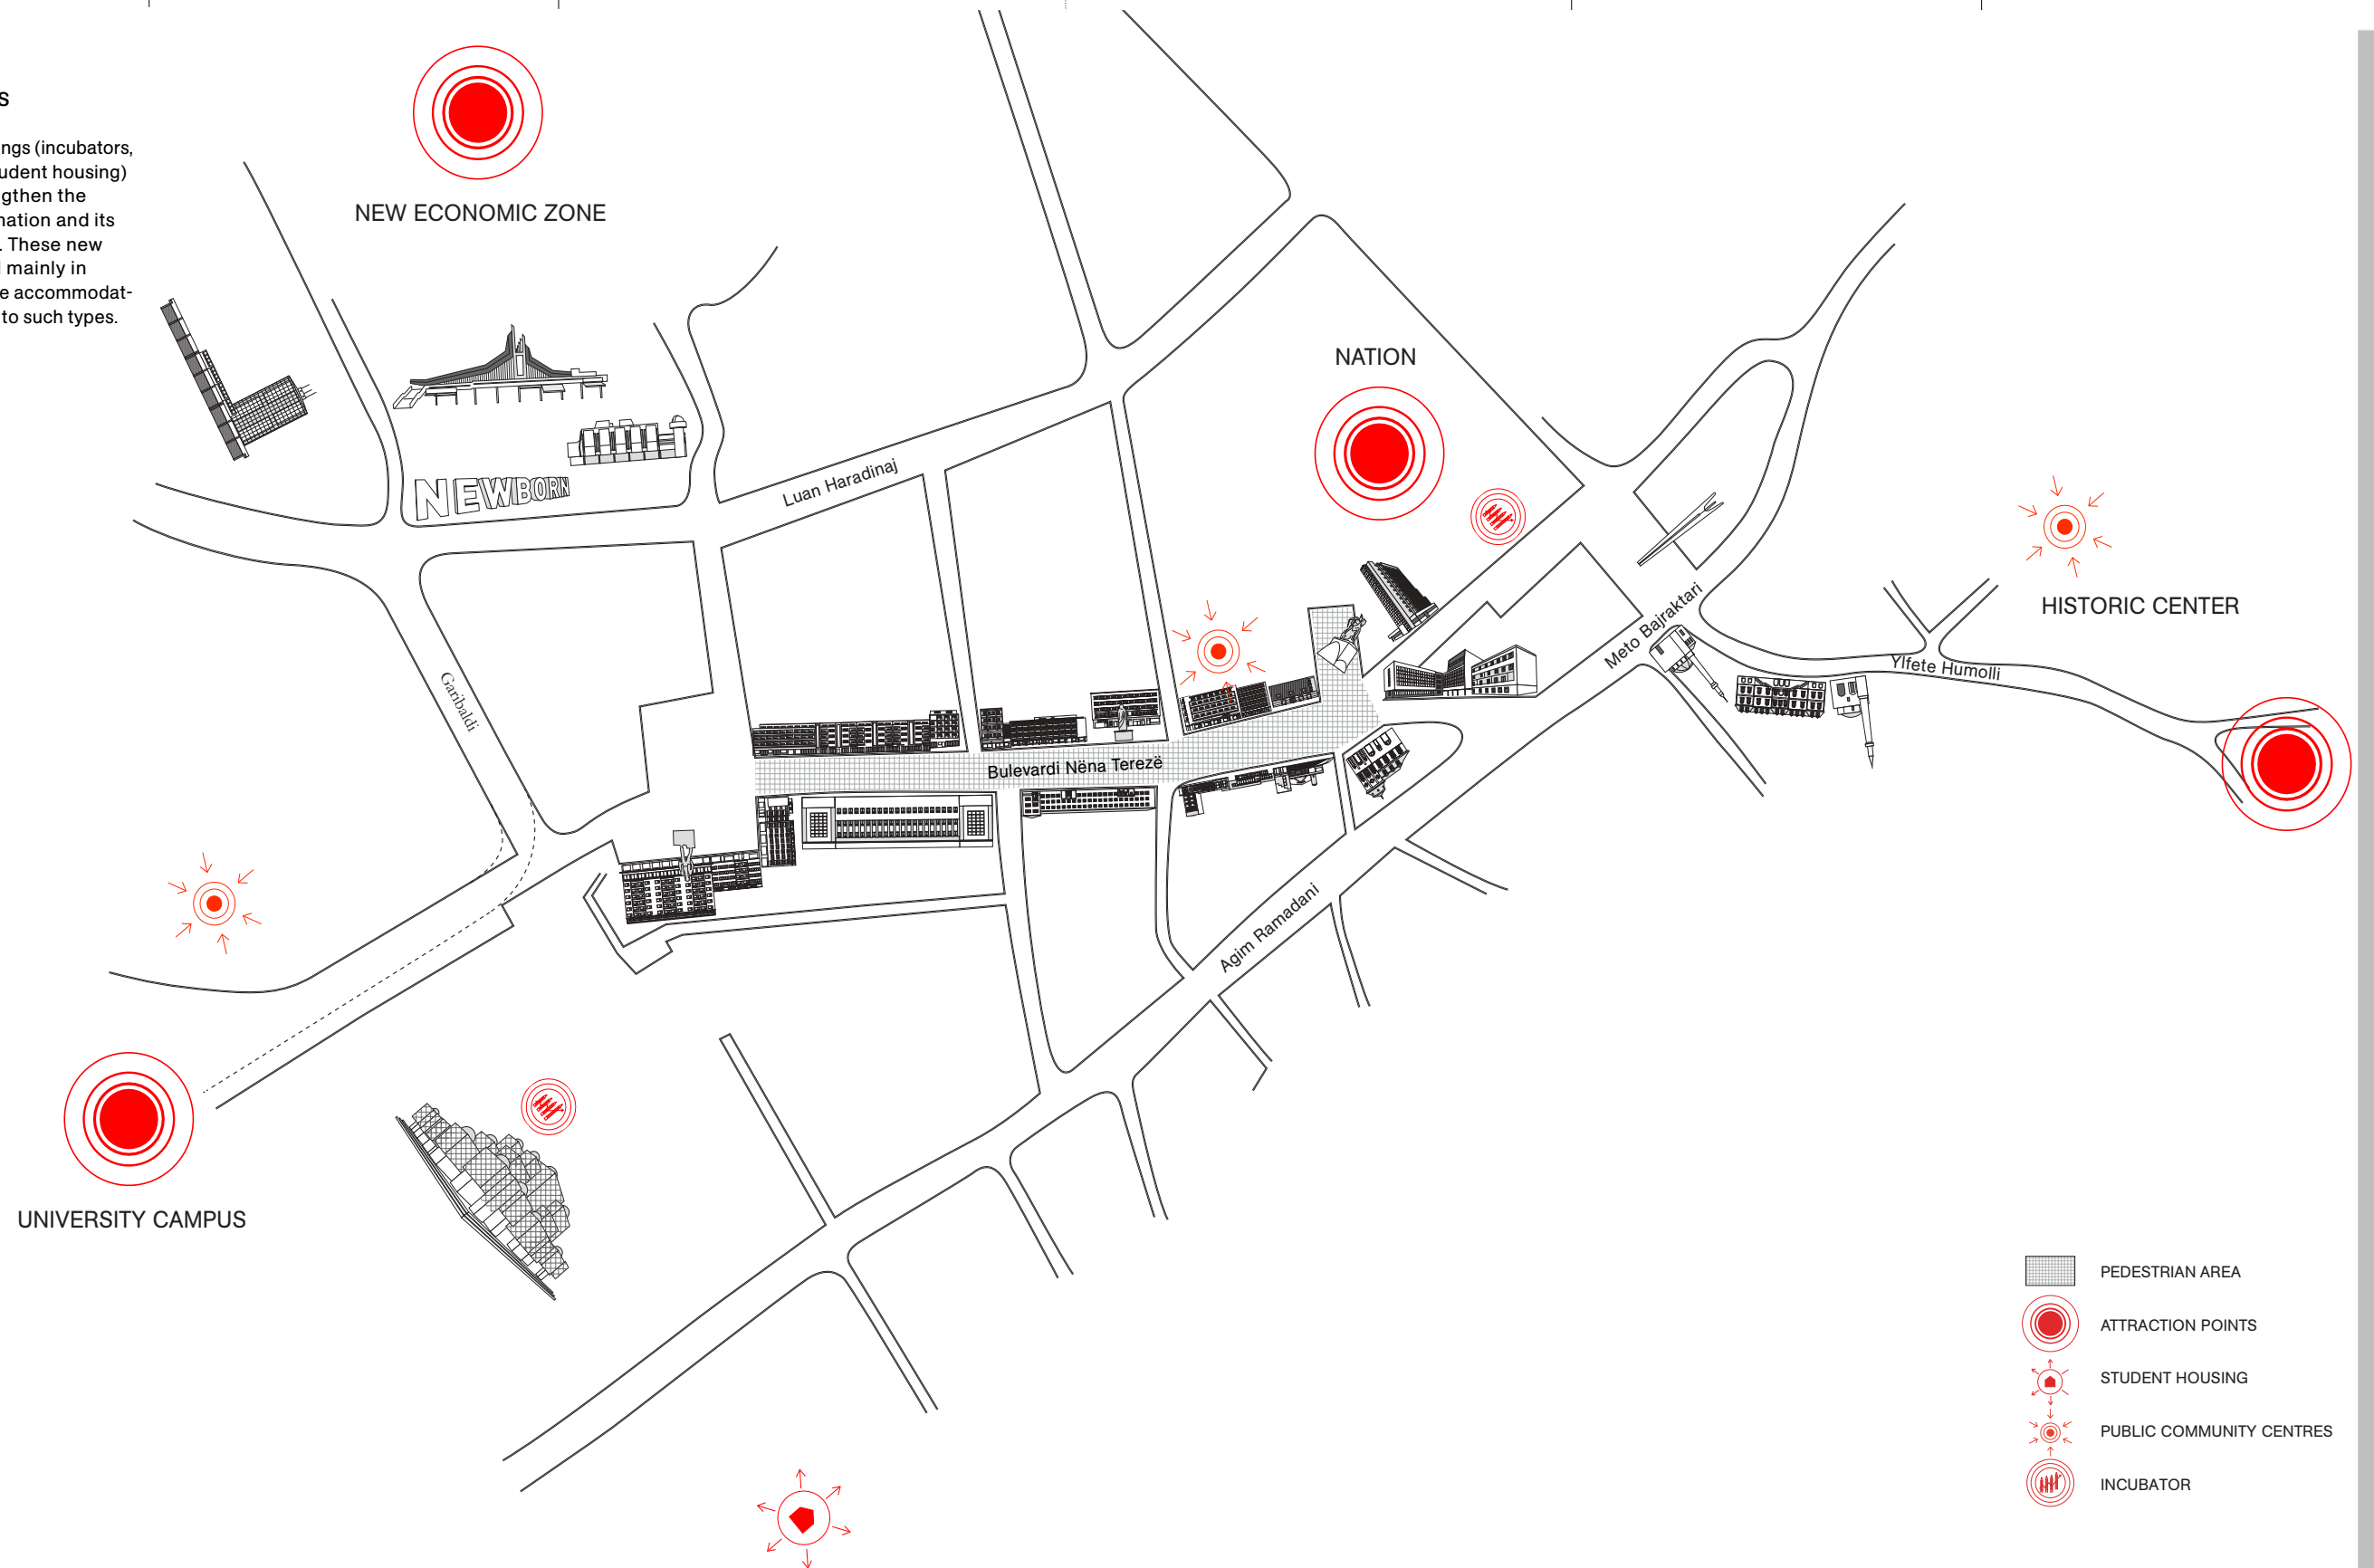 S
ngs (incubators,
udent housing)
gthen the
nation and its
. These new
l mainly in
e accommodat-
to such types.
NEW ECONOMIC ZONE
NATION
HISTORIC CENTER
UNIVERSITY CAMPUS
NEWBORN
Luan Haradinaj
Garibaldi
Bulevardi Nëna Terezë
Meto Bajraktari
Ylfete Humolli
Agim Ramadani
PEDESTRIAN AREA
ATTRACTION POINTS
STUDENT HOUSING
PUBLIC COMMUNITY CENTRES
INCUBATOR